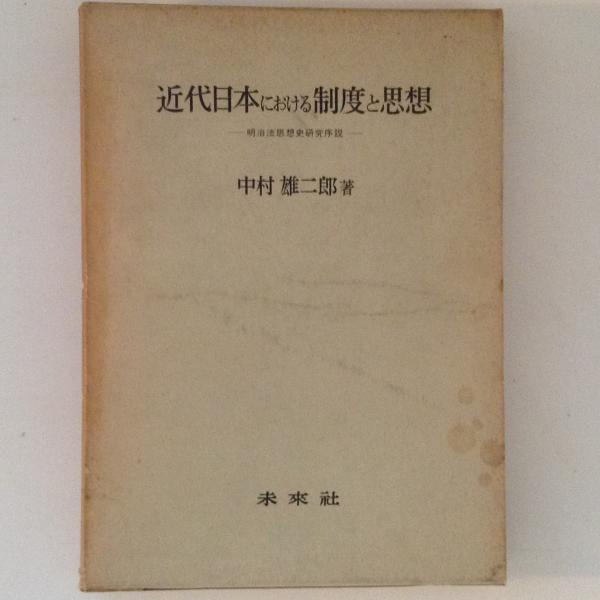 近代日本における制度と思想
―明治法思想史研究序説―
中村雄二郎著
未來社